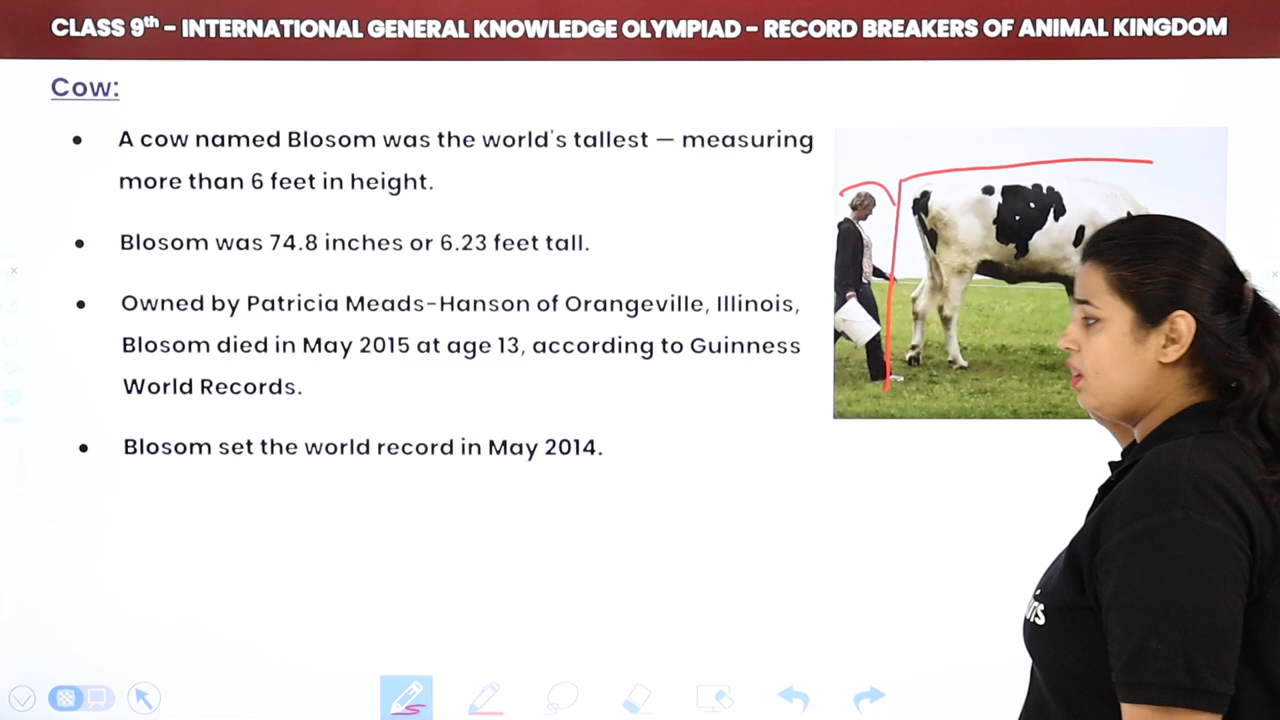 CLASS 9th - INTERNATIONAL GENERAL KNOWLEDGE OLYMPIAD - RECORD BREAKERS OF ANIMAL KINGDOM
Cow:
• A cow named Blosom was the world's tallest — measuring
more than 6 feet in height.
• Blosom was 74.8 inches or 6.23 feet tall.
• Owned by Patricia Meads-Hanson of Orangeville, Illinois,
Blosom died in May 2015 at age 13, according to Guinness
World Records.
• Blosom set the world record in May 2014.